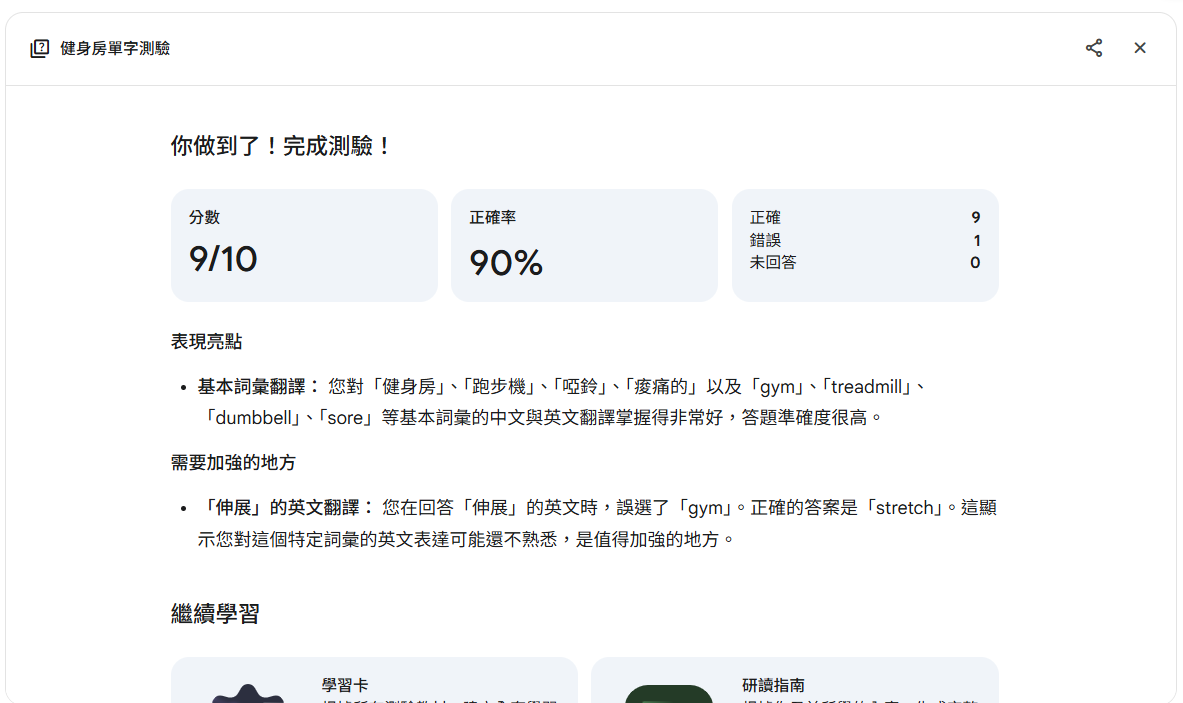 健身房單字測驗
你做到了！完成測驗！
分數
9/10
正確率
90%
正確 9
錯誤 1
未回答 0
表現亮點
• 基本詞彙翻譯： 您對「健身房」、「跑步機」、「啞鈴」、「痠痛的」以及「gym」、「treadmill」、
「dumbbell」、「sore」等基本詞彙的中文與英文翻譯掌握得非常好，答題準確度很高。
需要加強的地方
• 「伸展」的英文翻譯： 您在回答「伸展」的英文時，誤選了「gym」。正確的答案是「stretch」。這顯
示您對這個特定詞彙的英文表達可能還不熟悉，是值得加強的地方。
繼續學習
學習卡
研讀指南